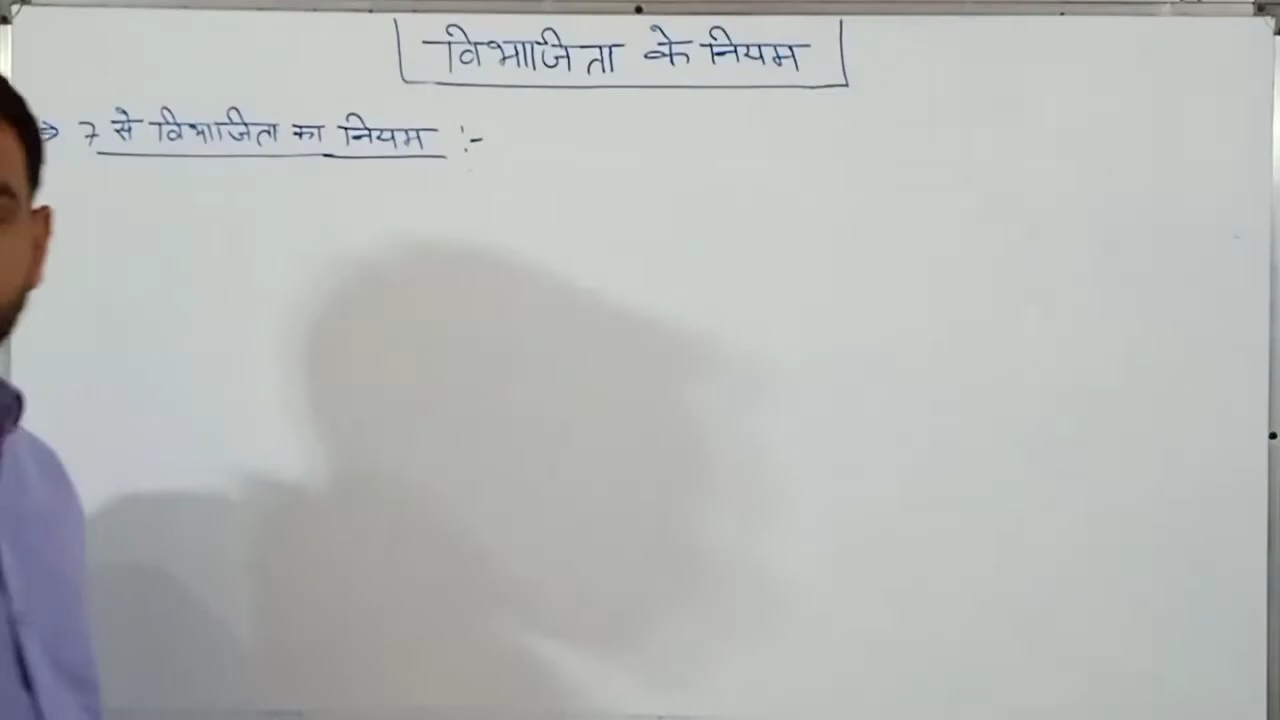 विभाजिता के नियम
⇒ 7 से विभाजिता का नियम :-